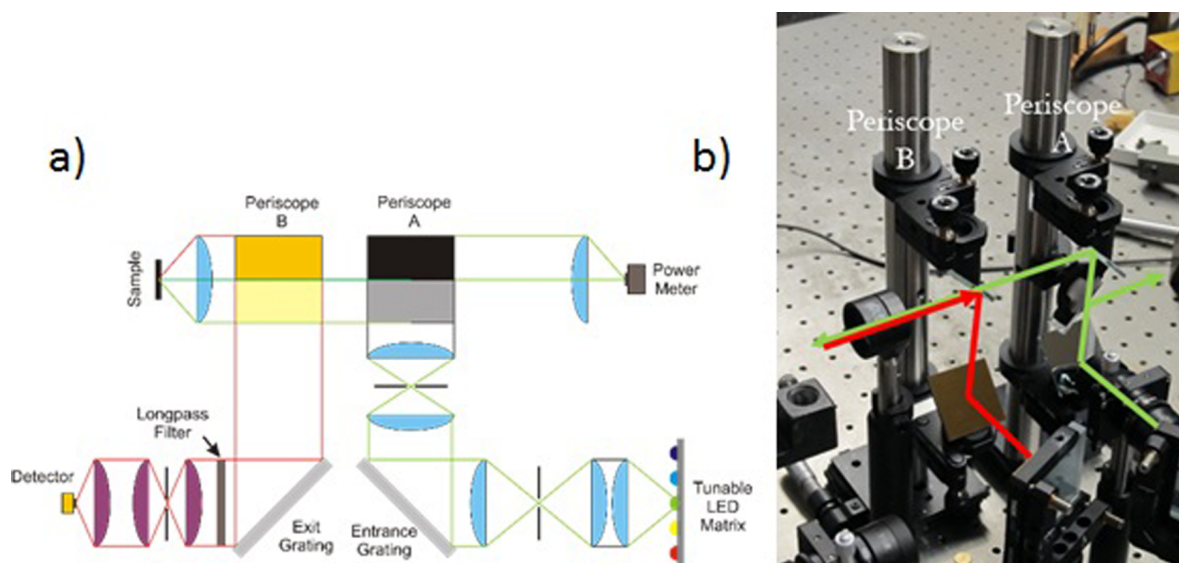 a)
Periscope
B
Periscope
A
Sample
Power
Meter
Longpass
Filter
Detector
Exit
Grating
Entrance
Grating
Tunable
LED
Matrix
b)
Periscope
B
Periscope
A